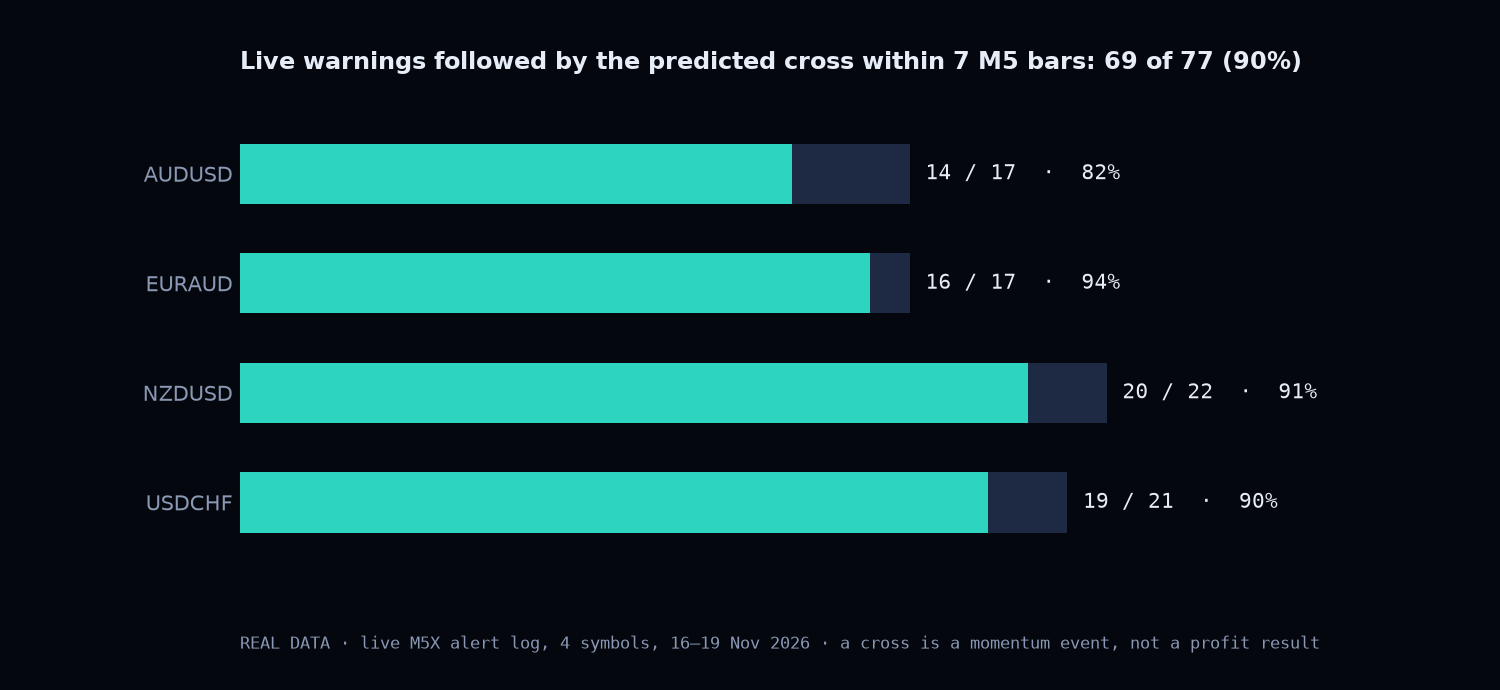 Live warnings followed by the predicted cross within 7 M5 bars: 69 of 77 (90%)
AUDUSD 14 / 17 · 82%
EURAUD 16 / 17 · 94%
NZDUSD 20 / 22 · 91%
USDCHF 19 / 21 · 90%
REAL DATA · live M5X alert log, 4 symbols, 16–19 Nov 2026 · a cross is a momentum event, not a profit result